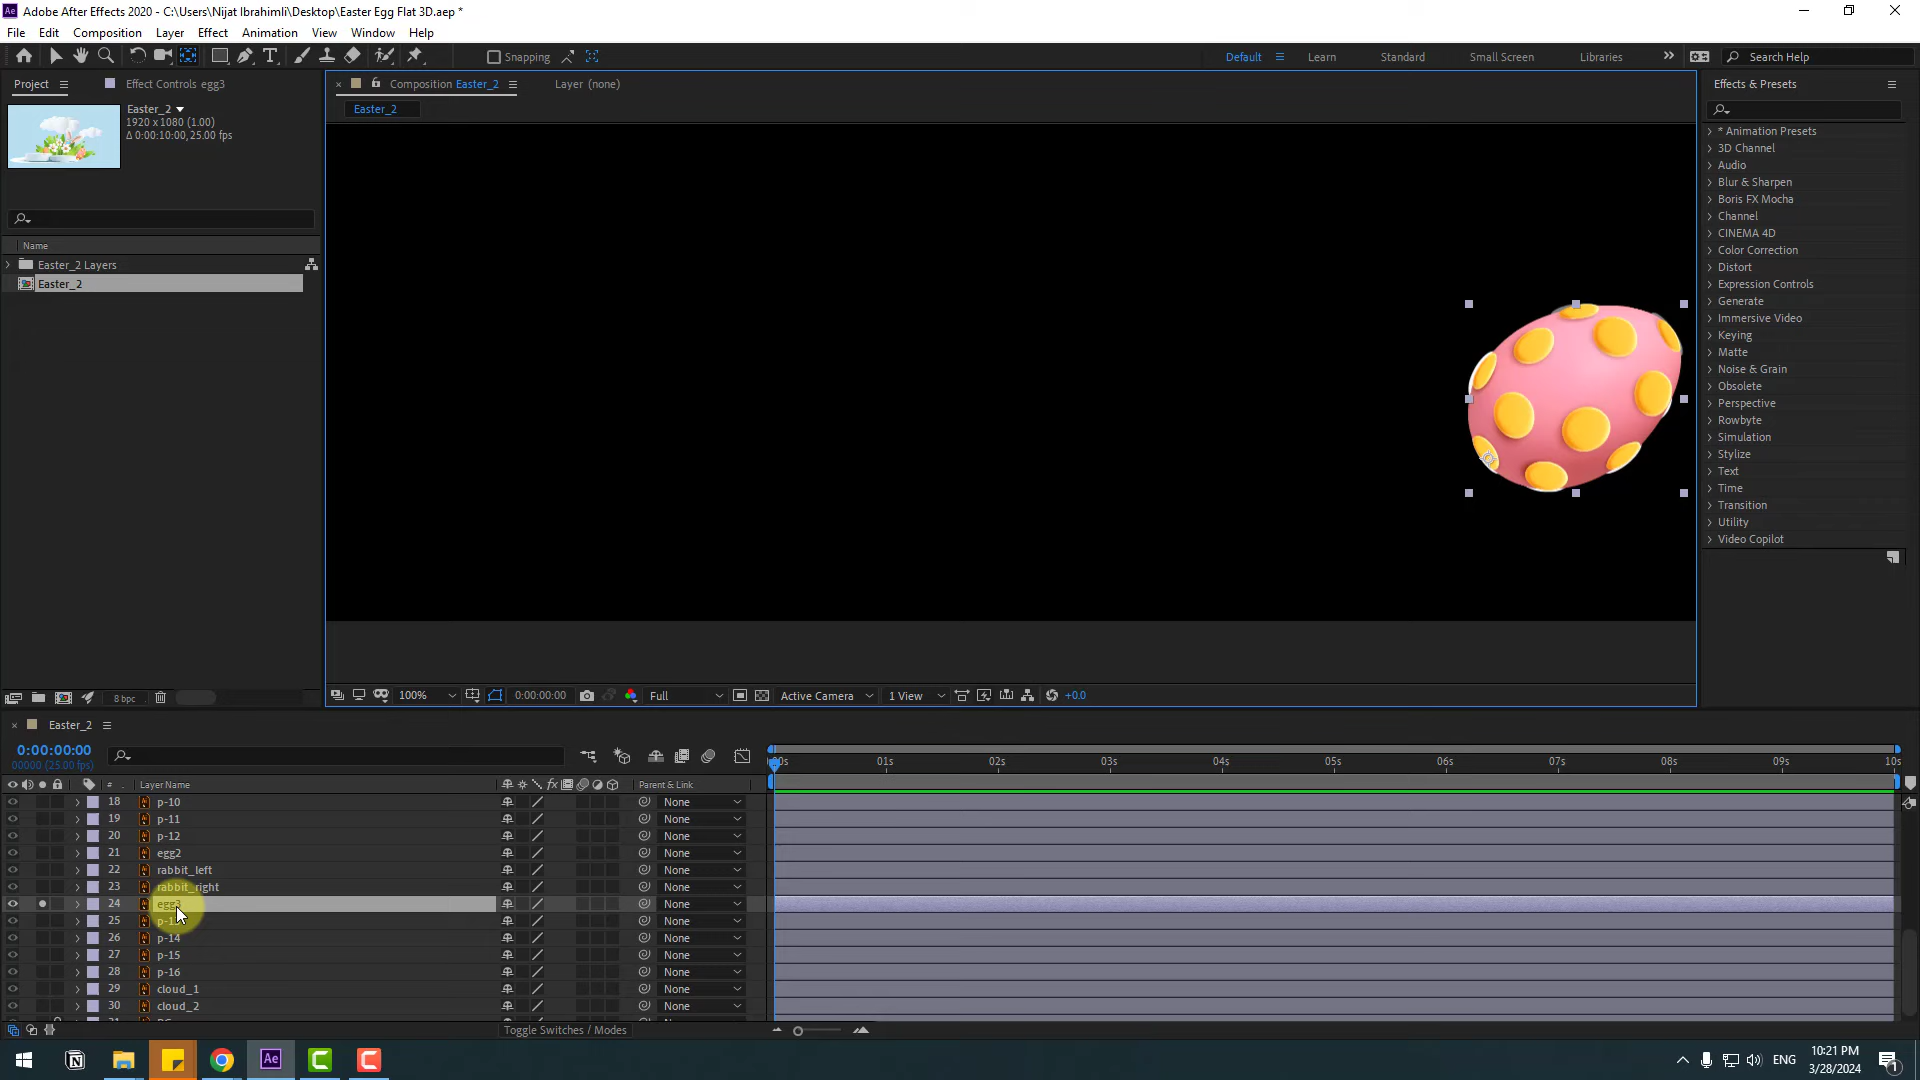 Adobe After Effects 2020 - C:\Users\Nijat Ibrahimli\Desktop\Easter Egg Flat 3D.aep *
File Edit Composition Layer Effect Animation View Window Help
Snapping
Default Learn Standard Small Screen Libraries Search Help
Project Effect Controls egg3
Composition Easter_2 Layer (none)
Effects & Presets
Easter_2
1920 x 1080 (1.00)
Δ 0:00:10:00, 25.00 fps
Easter_2
* Animation Presets
3D Channel
Audio
Blur & Sharpen
Boris FX Mocha
Channel
CINEMA 4D
Color Correction
Distort
Expression Controls
Generate
Immersive Video
Keying
Matte
Noise & Grain
Obsolete
Perspective
Rowbyte
Simulation
Stylize
Text
Time
Transition
Utility
Video Copilot
Name
Easter_2 Layers
Easter_2
8 bpc
100% 0:00:00:00 Full Active Camera 1 View +0.0
Easter_2
0:00:00:00
00000 (25.00 fps)
01s 02s 03s 04s 05s 06s 07s 08s 09s 10s
# Layer Name Parent & Link
18 p-10 None
19 p-11 None
20 p-12 None
21 egg2 None
22 rabbit_left None
23 rabbit_right None
24 egg3 None
25 p-13 None
26 p-14 None
27 p-15 None
28 p-16 None
29 cloud_1 None
30 cloud_2 None
Toggle Switches / Modes
ENG
10:21 PM
3/28/2024
1